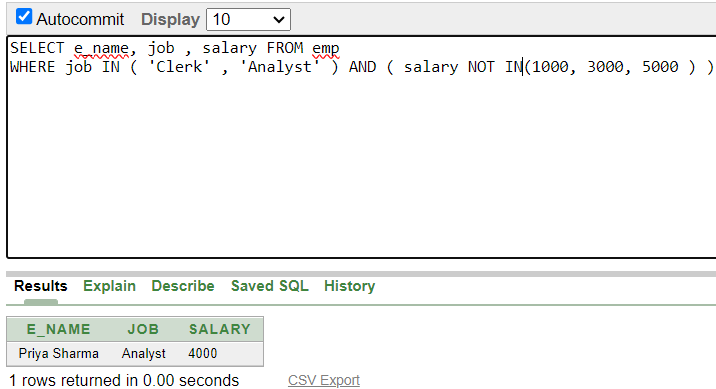 Autocommit Display 10
SELECT e_name, job , salary FROM emp
WHERE job IN ( 'Clerk' , 'Analyst' ) AND ( salary NOT IN(1000, 3000, 5000 ) )
Results Explain Describe Saved SQL History
E_NAME JOB SALARY
Priya Sharma Analyst 4000
1 rows returned in 0.00 seconds CSV Export